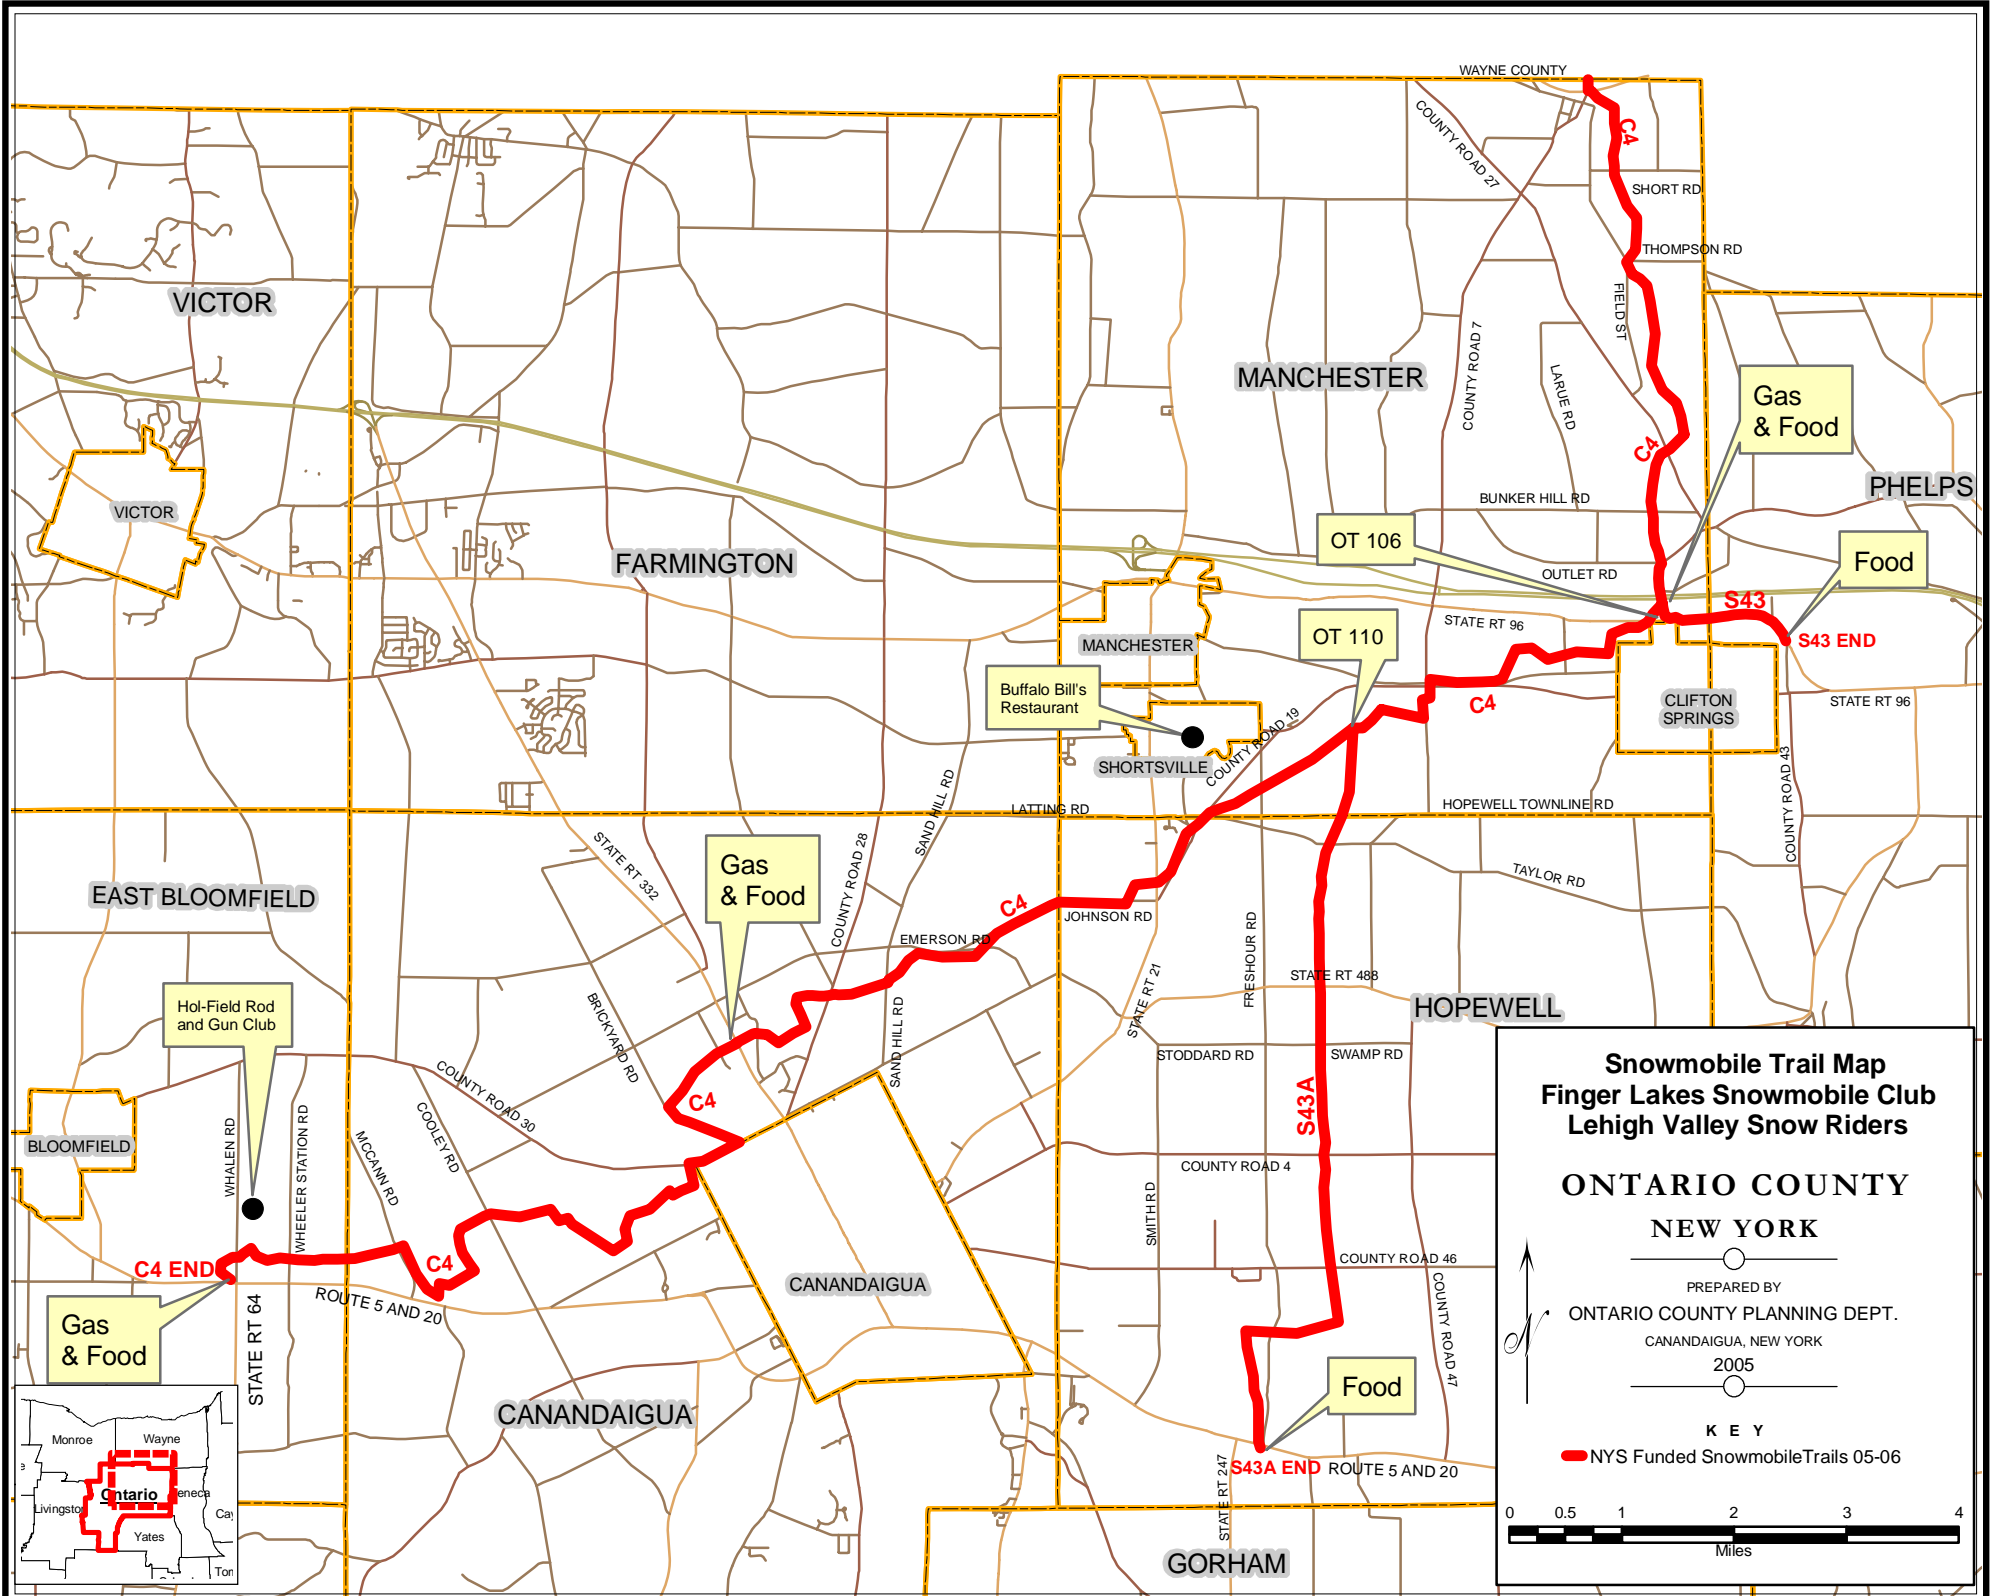 WAYNE COUNTY
COUNTY ROAD 27
C4
SHORT RD
THOMPSON RD
FIELD ST
VICTOR
MANCHESTER
COUNTY ROAD 7
LARUE RD
Gas
& Food
C4
PHELPS
VICTOR
BUNKER HILL RD
OT 106
FARMINGTON
OUTLET RD
Food
S43
STATE RT 96
OT 110
S43 END
MANCHESTER
Buffalo Bill's
Restaurant
C4
CLIFTON
SPRINGS
STATE RT 96
COUNTY ROAD 19
SHORTSVILLE
COUNTY ROAD 43
SAND HILL RD
LATTING RD
HOPEWELL TOWNLINE RD
STATE RT 332
Gas
& Food
COUNTY ROAD 28
TAYLOR RD
EAST BLOOMFIELD
C4
JOHNSON RD
EMERSON RD
FRESHOUR RD
STATE RT 488
STATE RT 21
HOPEWELL
Hol-Field Rod
and Gun Club
BRICKYARD RD
SAND HILL RD
STODDARD RD
SWAMP RD
COUNTY ROAD 30
C4
S43A
COOLEY RD
MCCANN RD
BLOOMFIELD
WHALEN RD
WHEELER STATION RD
COUNTY ROAD 4
SMITH RD
C4 END
C4
COUNTY ROAD 46
COUNTY ROAD 47
CANANDAIGUA
ROUTE 5 AND 20
STATE RT 64
Gas
& Food
Food
CANANDAIGUA
S43A END
ROUTE 5 AND 20
STATE RT 247
GORHAM
Snowmobile Trail Map
Finger Lakes Snowmobile Club
Lehigh Valley Snow Riders
ONTARIO COUNTY
NEW YORK
PREPARED BY
ONTARIO COUNTY PLANNING DEPT.
CANANDAIGUA, NEW YORK
2005
N
K E Y
NYS Funded SnowmobileTrails 05-06
0 0.5 1 2 3 4
Miles
Monroe
Wayne
Ontario
eneca
Livingston
Yates
Cay
Tom